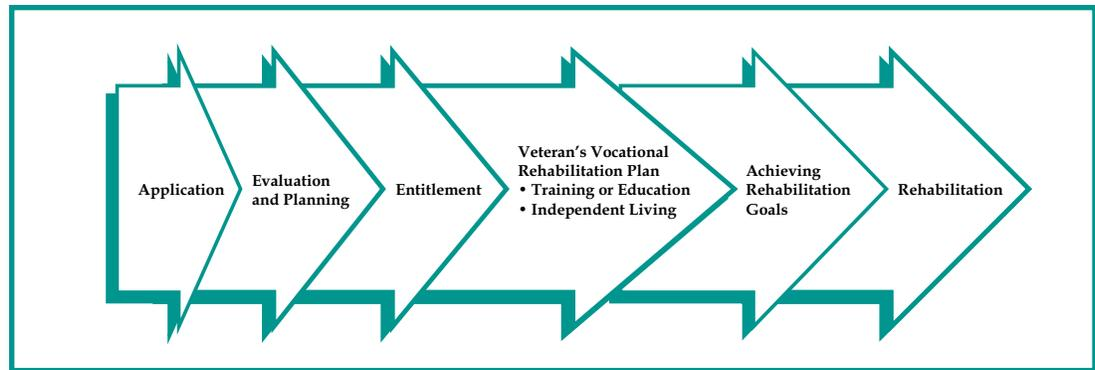 Application
Evaluation
and Planning
Entitlement
Veteran’s Vocational
Rehabilitation Plan
• Training or Education
• Independent Living
Achieving
Rehabilitation
Goals
Rehabilitation